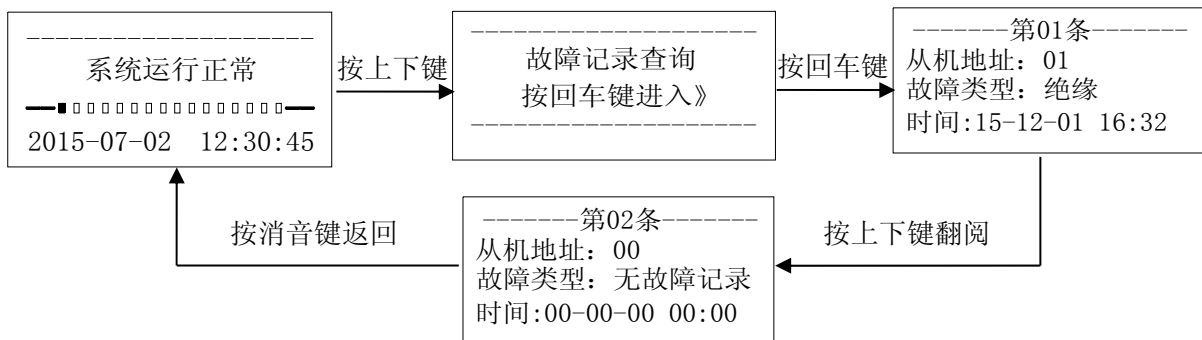 系统运行正常
2015-07-02 12:30:45
按上下键
故障记录查询
按回车键进入》
按回车键
-------第01条-------
从机地址: 01
故障类型: 绝缘
时间:15-12-01 16:32
按上下键翻阅
-------第02条-------
从机地址: 00
故障类型: 无故障记录
时间:00-00-00 00:00
按消音键返回